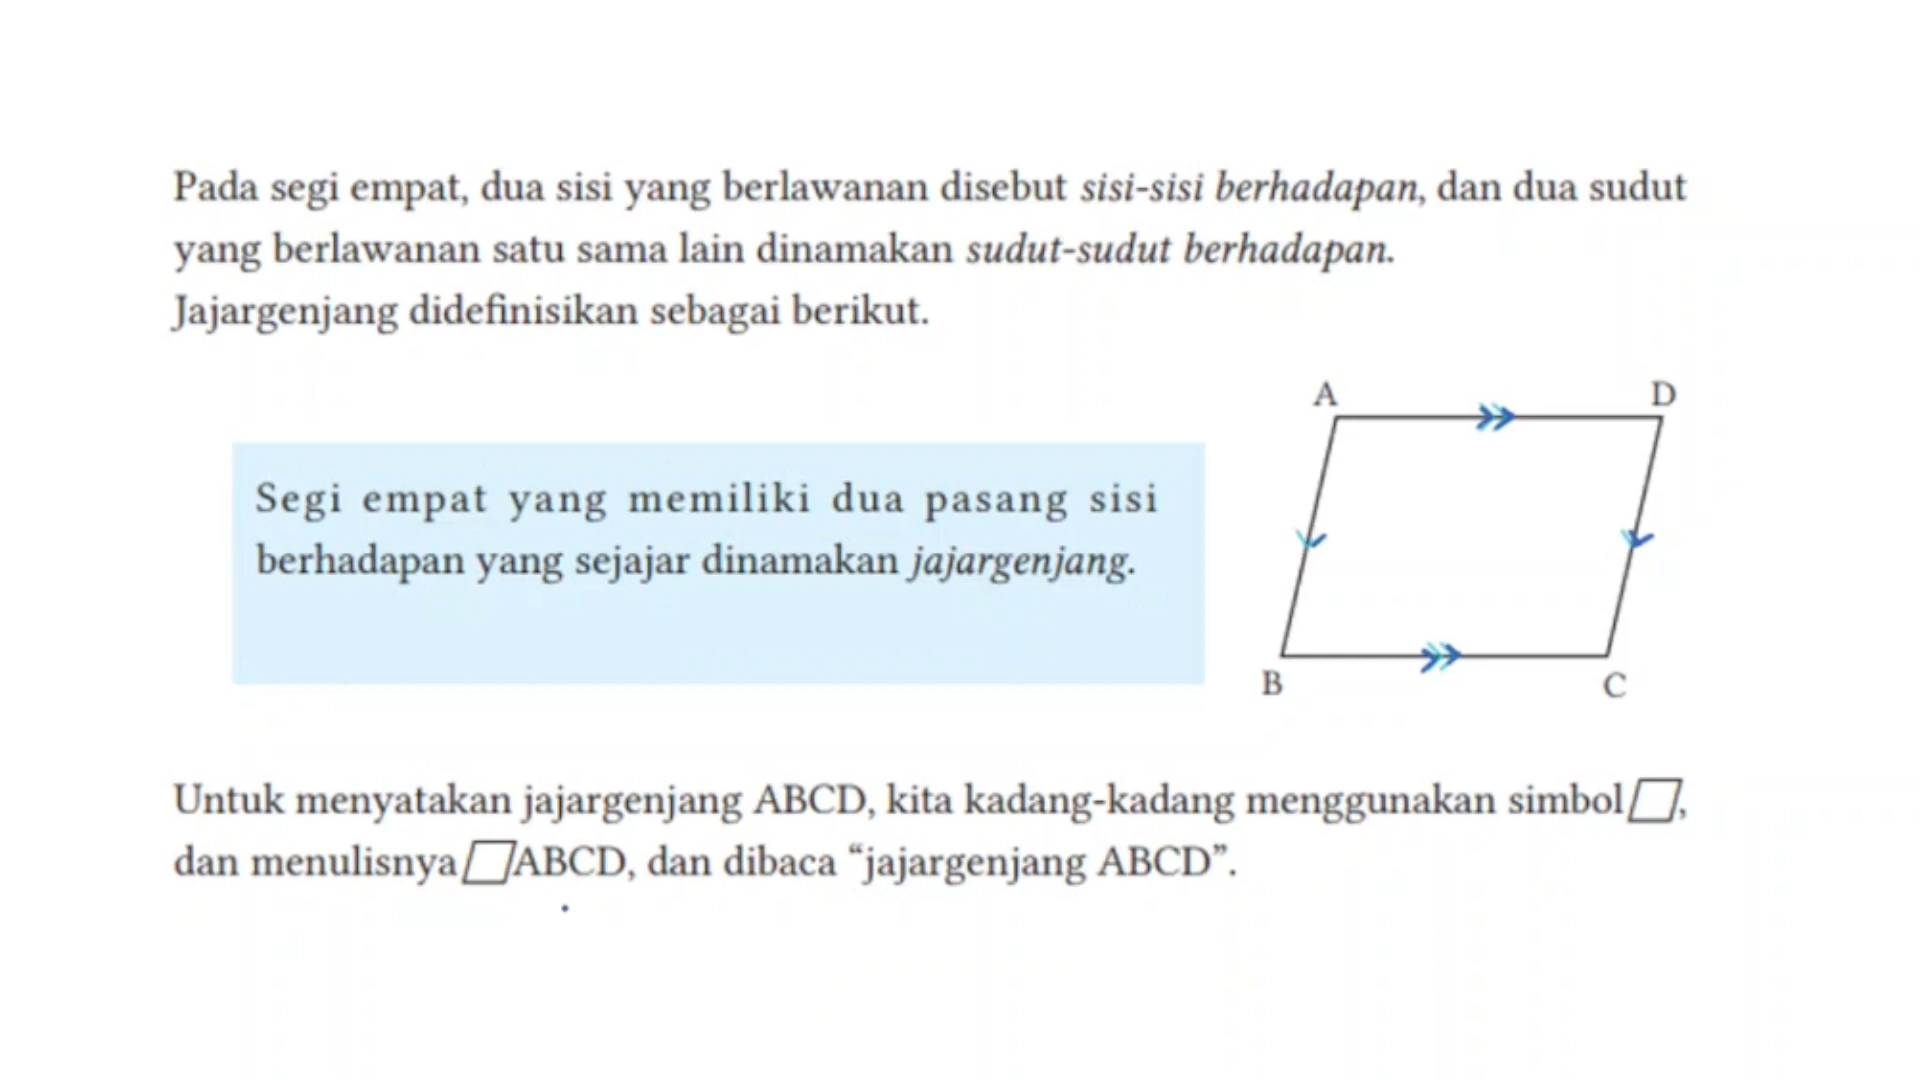 Pada segi empat, dua sisi yang berlawanan disebut sisi-sisi berhadapan, dan dua sudut
yang berlawanan satu sama lain dinamakan sudut-sudut berhadapan.
Jajargenjang didefinisikan sebagai berikut.
Segi empat yang memiliki dua pasang sisi
berhadapan yang sejajar dinamakan jajargenjang.
A D
B C
Untuk menyatakan jajargenjang ABCD, kita kadang-kadang menggunakan simbol ▱,
dan menulisnya ▱ABCD, dan dibaca “jajargenjang ABCD”.